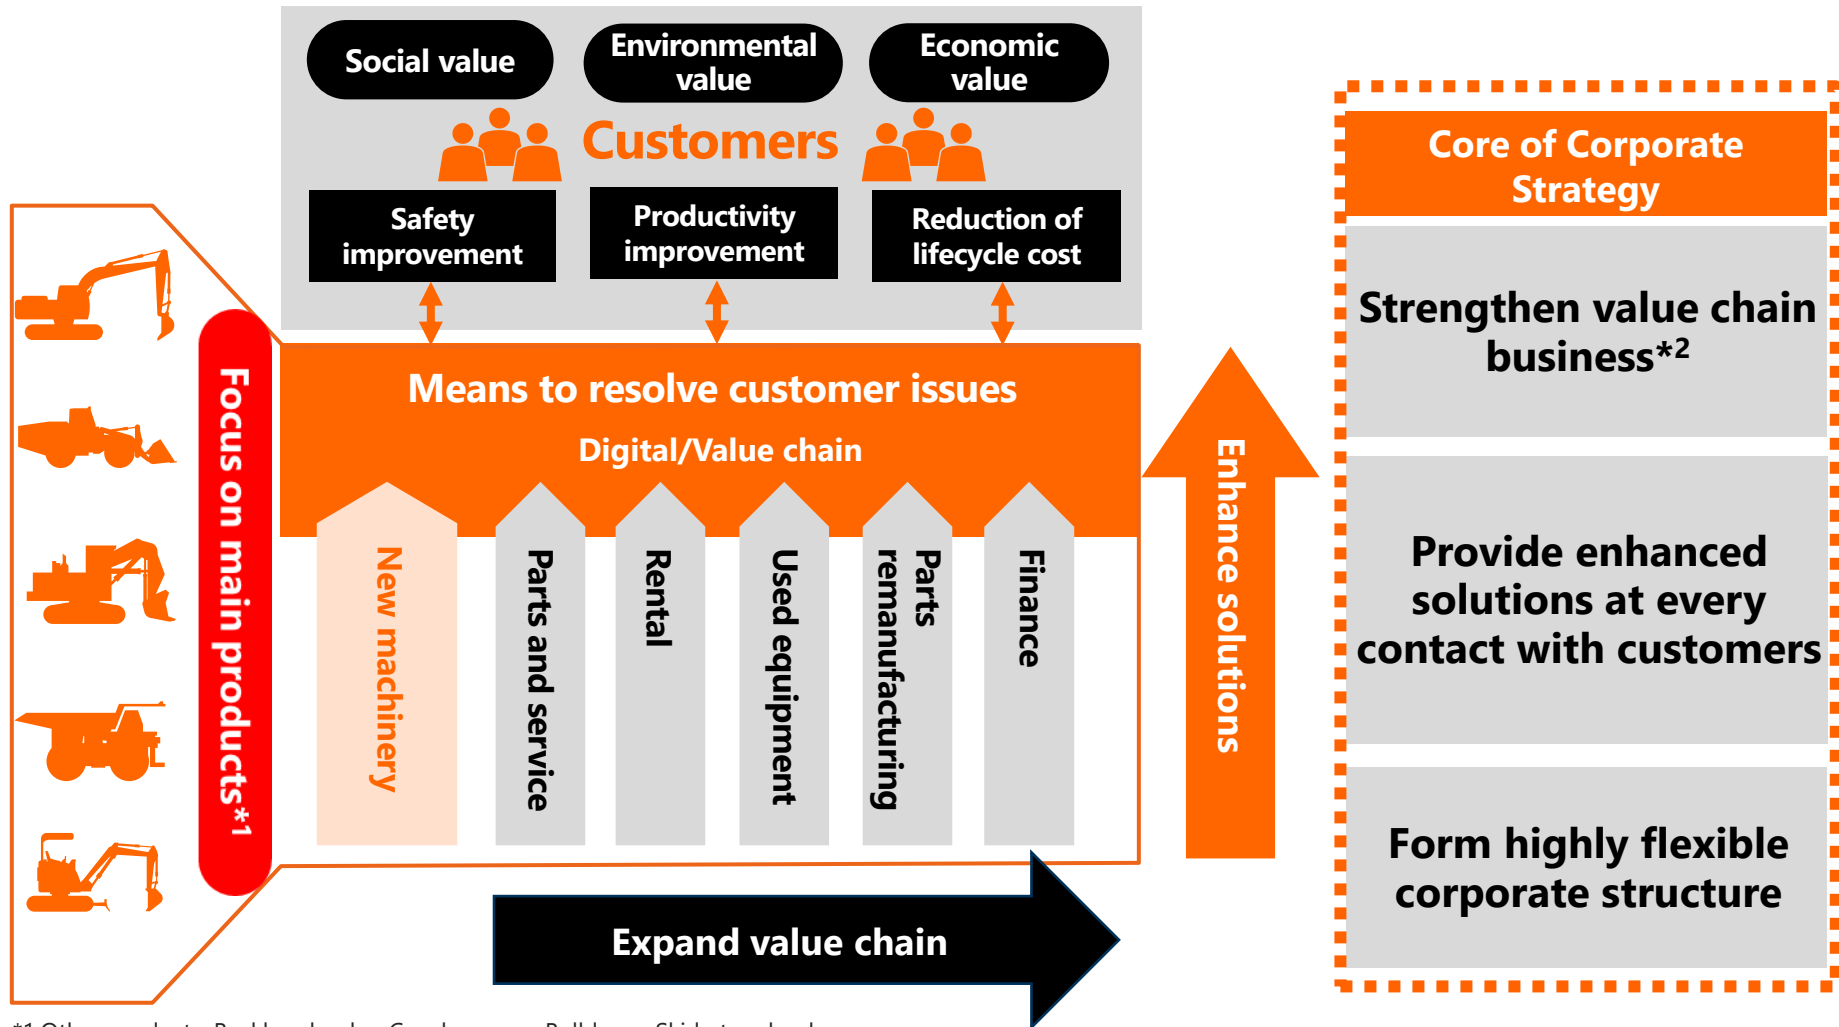 Social value
Environmental
value
Economic
value
Customers
Safety
improvement
Productivity
improvement
Reduction of
lifecycle cost
Focus on main products*1
Means to resolve customer issues
Digital/Value chain
New machinery
Parts and service
Rental
Used equipment
Parts
remanufacturing
Finance
Expand value chain
Enhance solutions
Core of Corporate
Strategy
Strengthen value chain
business*2
Provide enhanced
solutions at every
contact with customers
Form highly flexible
corporate structure